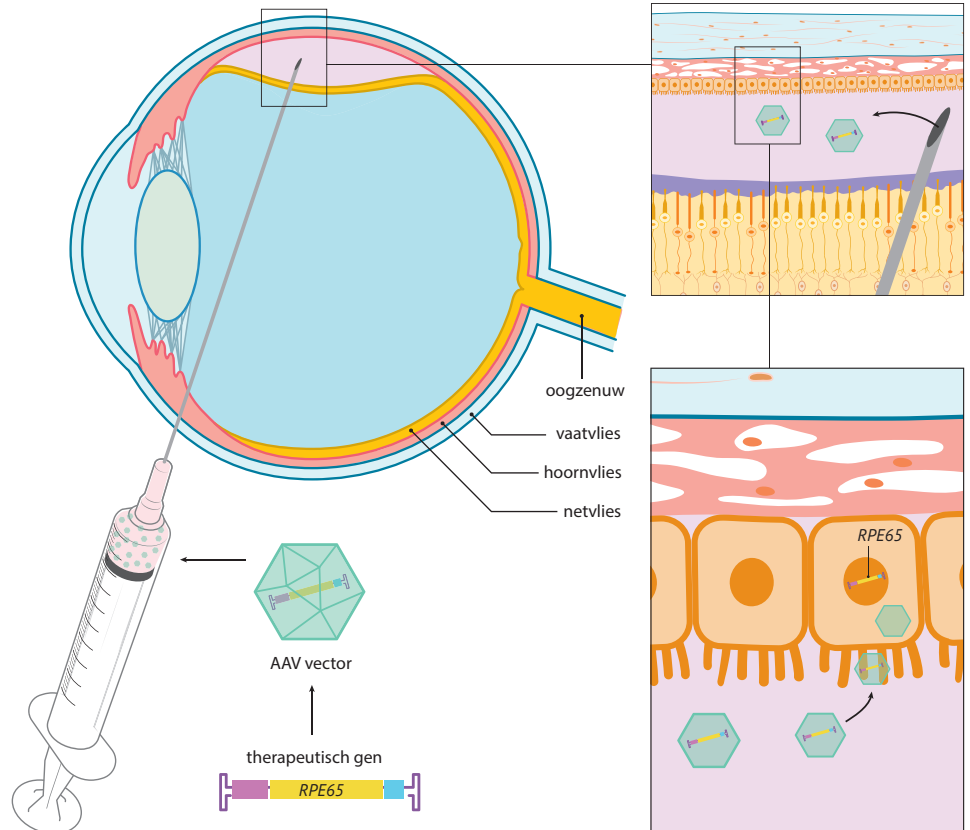 oogzenuw
vaatvlies
hoornvlies
netvlies
RPE65
AAV vector
therapeutisch gen
RPE65